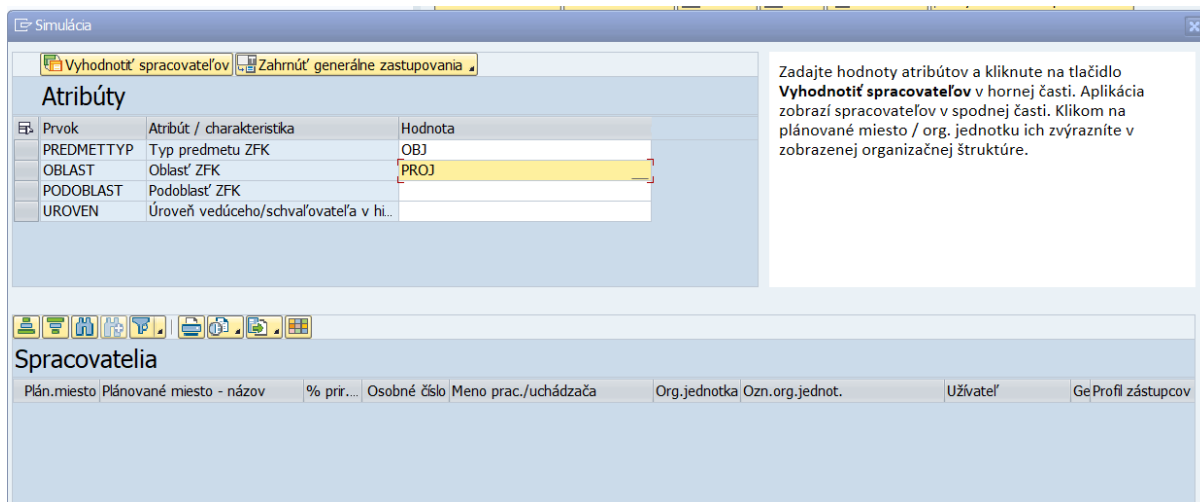 Simulácia
Vyhodnotiť spracovateľov Zahrnúť generálne zastupovania
Atribúty
Prvok Atribút / charakteristika Hodnota
PREDMETTYP Typ predmetu ZFK OBJ
OBLAST Oblasť ZFK PROJ
PODOBLAST Podoblasť ZFK
UROVEN Úroveň vedúceho/schvaľovateľa v hi...
Zadajte hodnoty atribútov a kliknute na tlačidlo
Vyhodnotiť spracovateľov v hornej časti. Aplikácia
zobrazí spracovateľov v spodnej časti. Klikom na
plánované miesto / org. jednotku ich zvýrazníte v
zobrazenej organizačnej štruktúre.
Spracovatelia
Plán.miesto Plánované miesto - názov % prir.... Osobné číslo Meno prac./uchádzača Org.jednotka Ozn.org.jednot. Užívateľ Ge Profil zástupcov